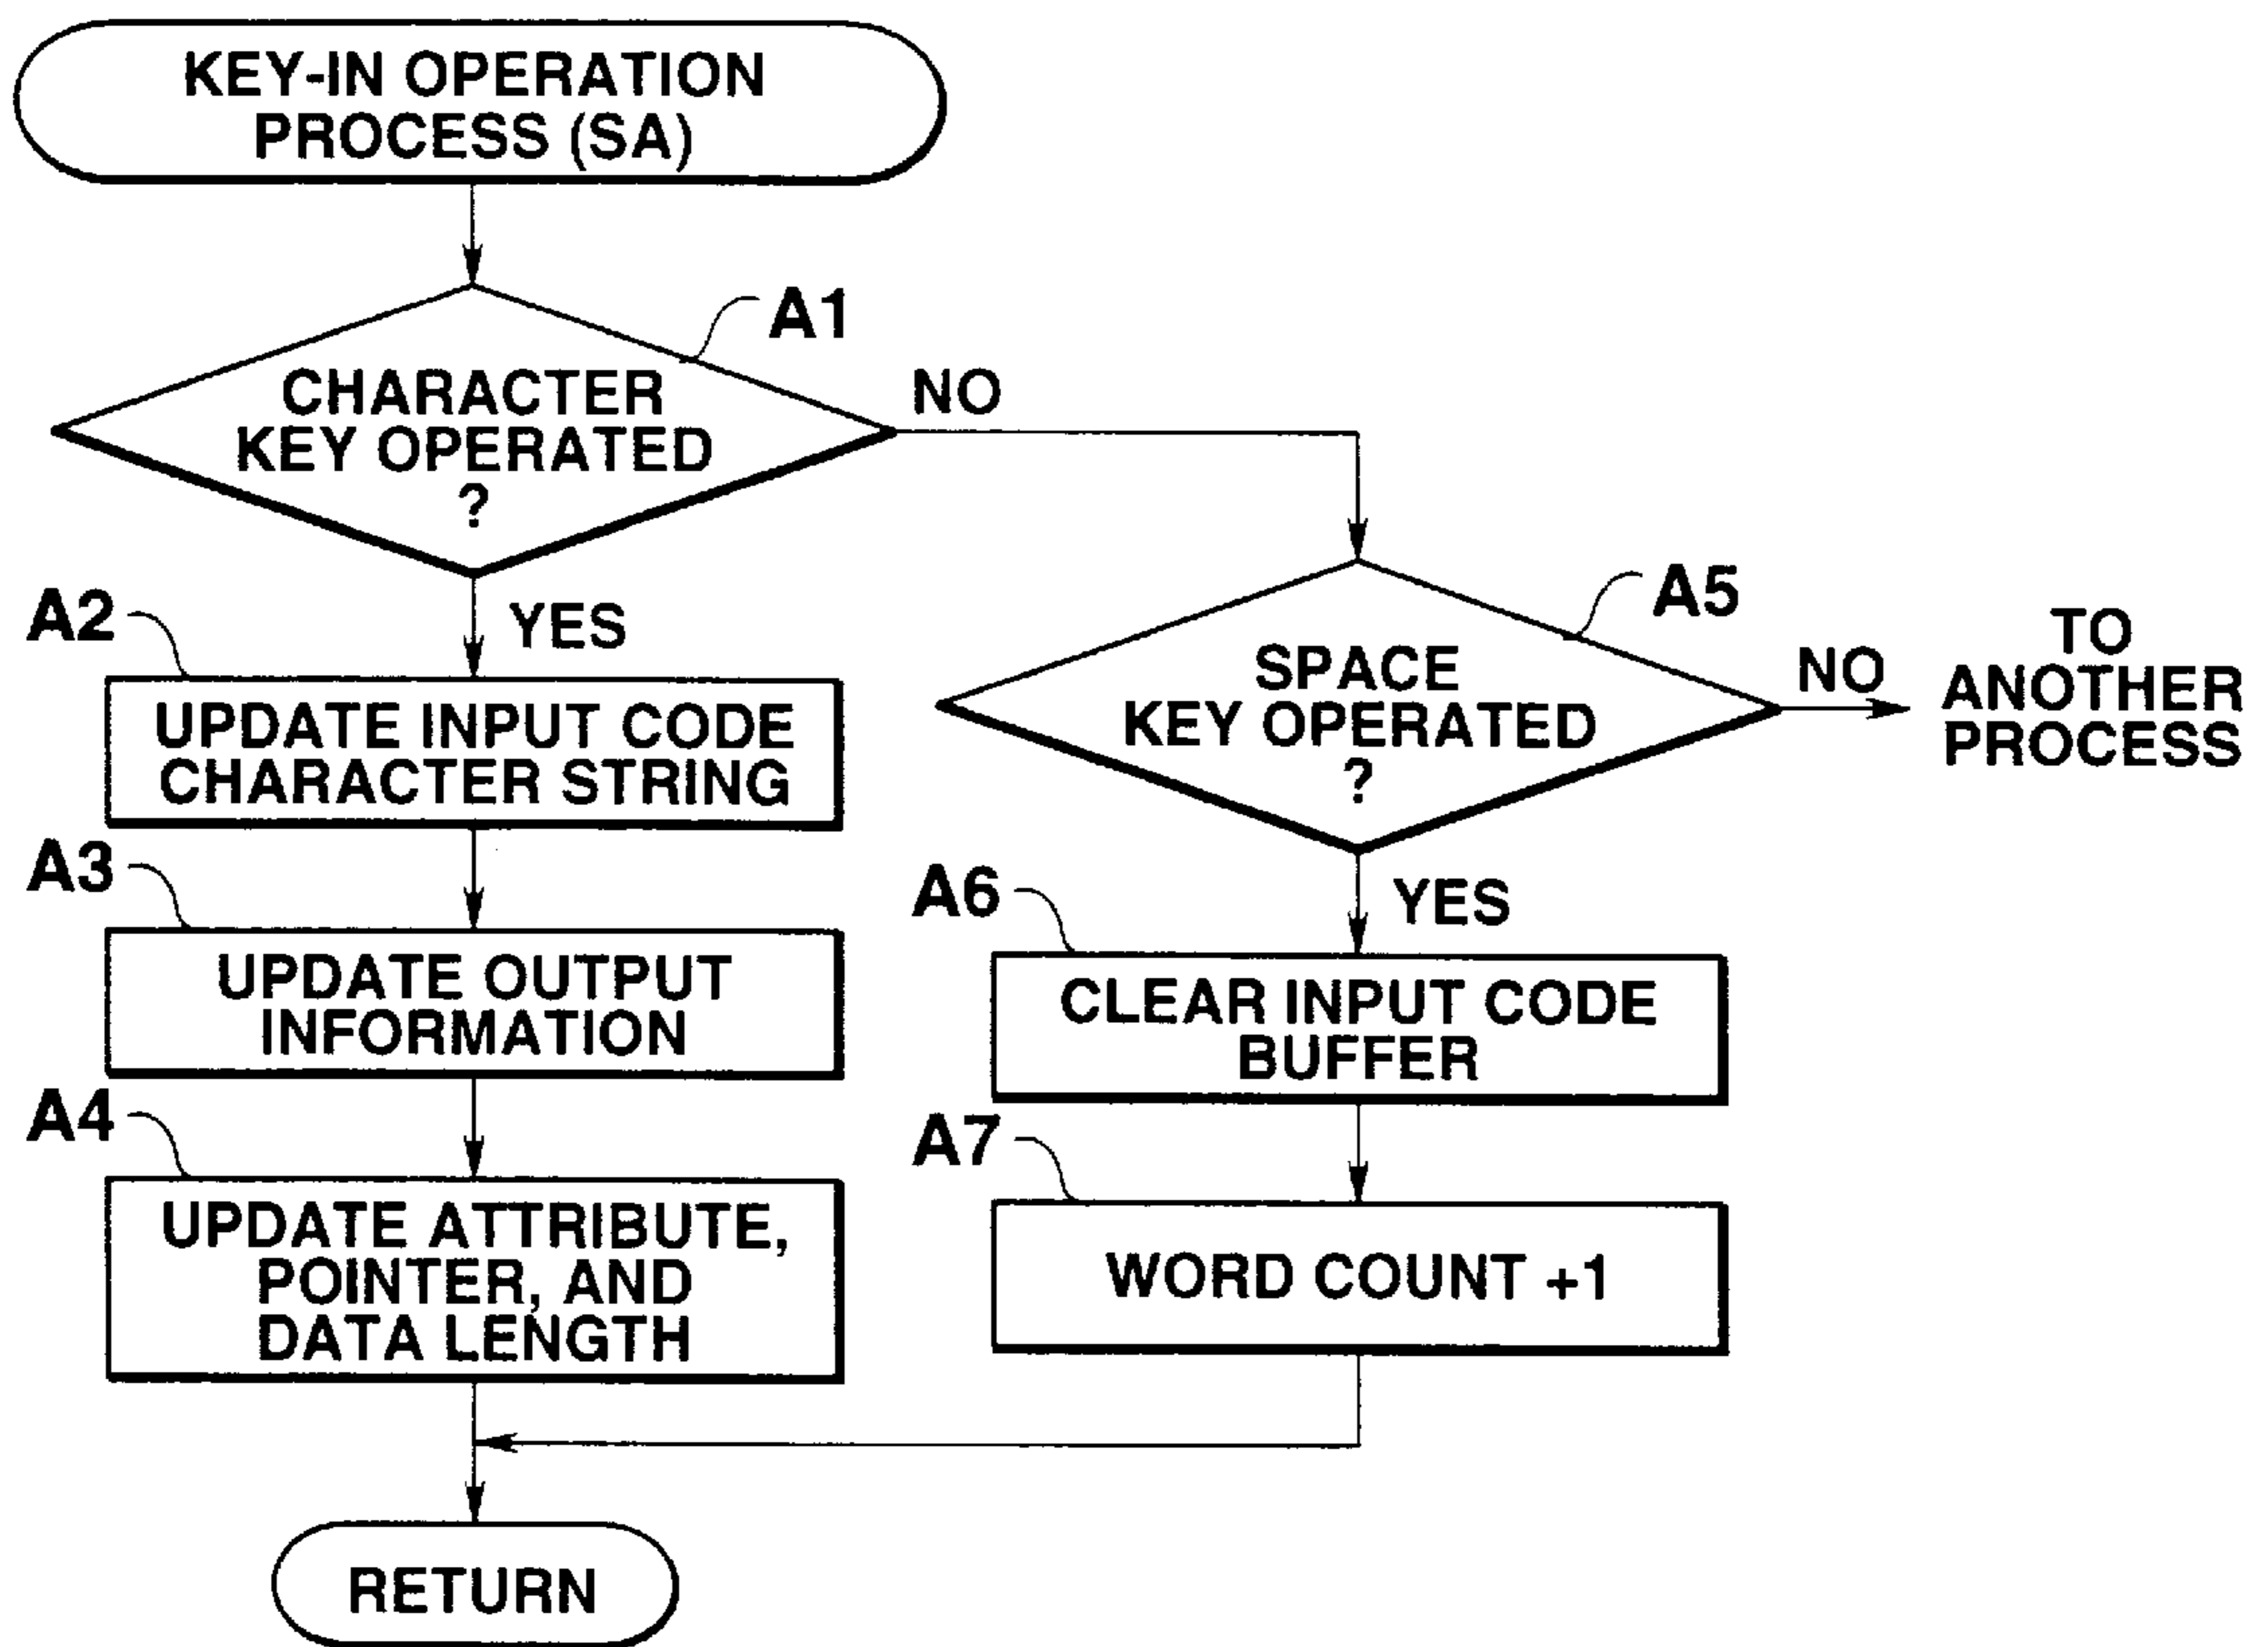 KEY-IN OPERATION
PROCESS (SA)
A1
CHARACTER
KEY OPERATED
?
NO
YES
A2
UPDATE INPUT CODE
CHARACTER STRING
A3
UPDATE OUTPUT
INFORMATION
A4
UPDATE ATTRIBUTE,
POINTER, AND
DATA LENGTH
A5
SPACE
KEY OPERATED
?
NO
TO
ANOTHER
PROCESS
YES
A6
CLEAR INPUT CODE
BUFFER
A7
WORD COUNT +1
RETURN